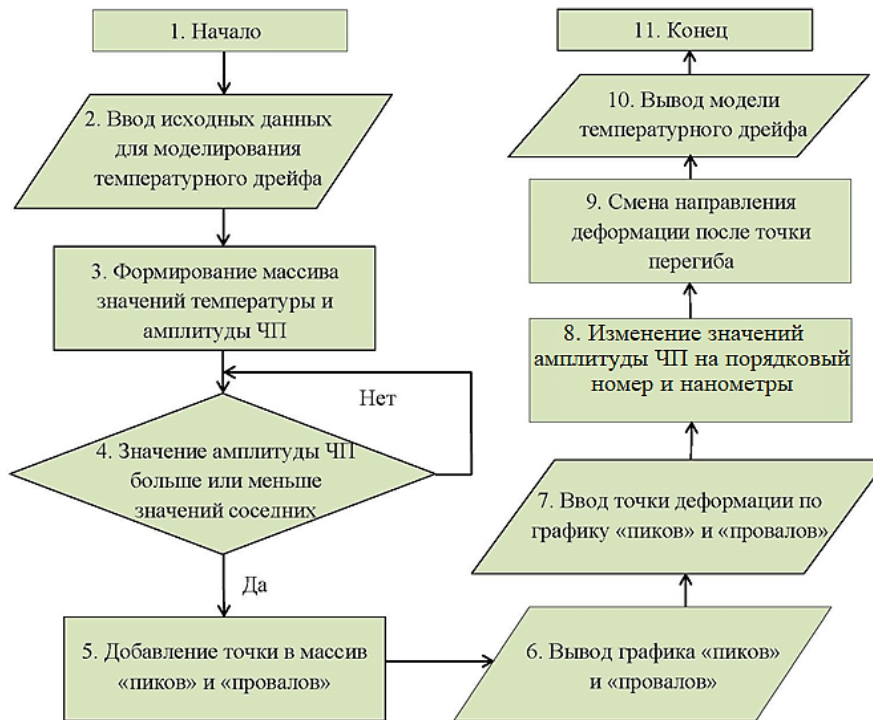 1. Начало
2. Ввод исходных данных
для моделирования
температурного дрейфа
3. Формирование массива
значений температуры и
амплитуды ЧП
Нет
4. Значение амплитуды ЧП
больше или меньше
значений соседних
Да
5. Добавление точки в массив
«пиков» и «провалов»
6. Вывод графика «пиков»
и «провалов»
7. Ввод точки деформации по
графику «пиков» и «провалов»
8. Изменение значений
амплитуды ЧП на порядковый
номер и нанометры
9. Смена направления
деформации после точки
перегиба
10. Вывод модели
температурного дрейфа
11. Конец